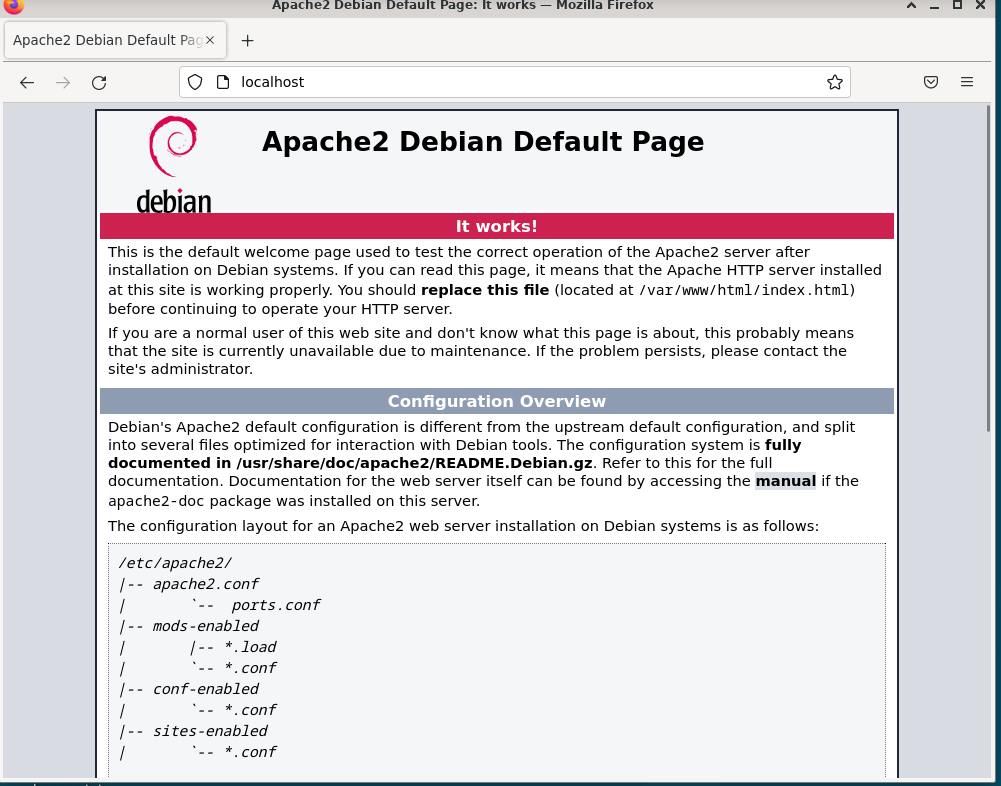 Apache2 Debian Default Page: It works — Mozilla Firefox
Apache2 Debian Default Pag
localhost
debian
Apache2 Debian Default Page
It works!
This is the default welcome page used to test the correct operation of the Apache2 server after
installation on Debian systems. If you can read this page, it means that the Apache HTTP server installed
at this site is working properly. You should replace this file (located at /var/www/html/index.html)
before continuing to operate your HTTP server.
If you are a normal user of this web site and don't know what this page is about, this probably means
that the site is currently unavailable due to maintenance. If the problem persists, please contact the
site's administrator.
Configuration Overview
Debian's Apache2 default configuration is different from the upstream default configuration, and split
into several files optimized for interaction with Debian tools. The configuration system is fully
documented in /usr/share/doc/apache2/README.Debian.gz. Refer to this for the full
documentation. Documentation for the web server itself can be found by accessing the manual if the
apache2-doc package was installed on this server.
The configuration layout for an Apache2 web server installation on Debian systems is as follows:
/etc/apache2/
|-- apache2.conf
|       `--  ports.conf
|-- mods-enabled
|       |-- *.load
|       `-- *.conf
|-- conf-enabled
|       `-- *.conf
|-- sites-enabled
|       `-- *.conf